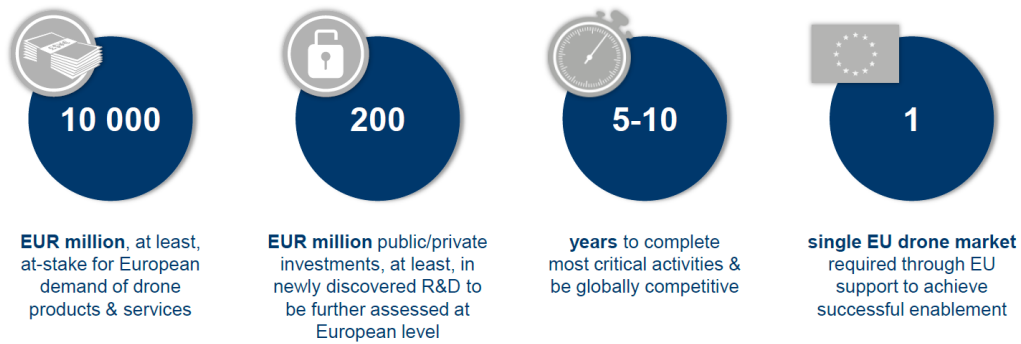 10 000
EUR million, at least,
at-stake for European
demand of drone
products & services
200
EUR million public/private
investments, at least, in
newly discovered R&D to
be further assessed at
European level
5-10
years to complete
most critical activities &
be globally competitive
1
single EU drone market
required through EU
support to achieve
successful enablement